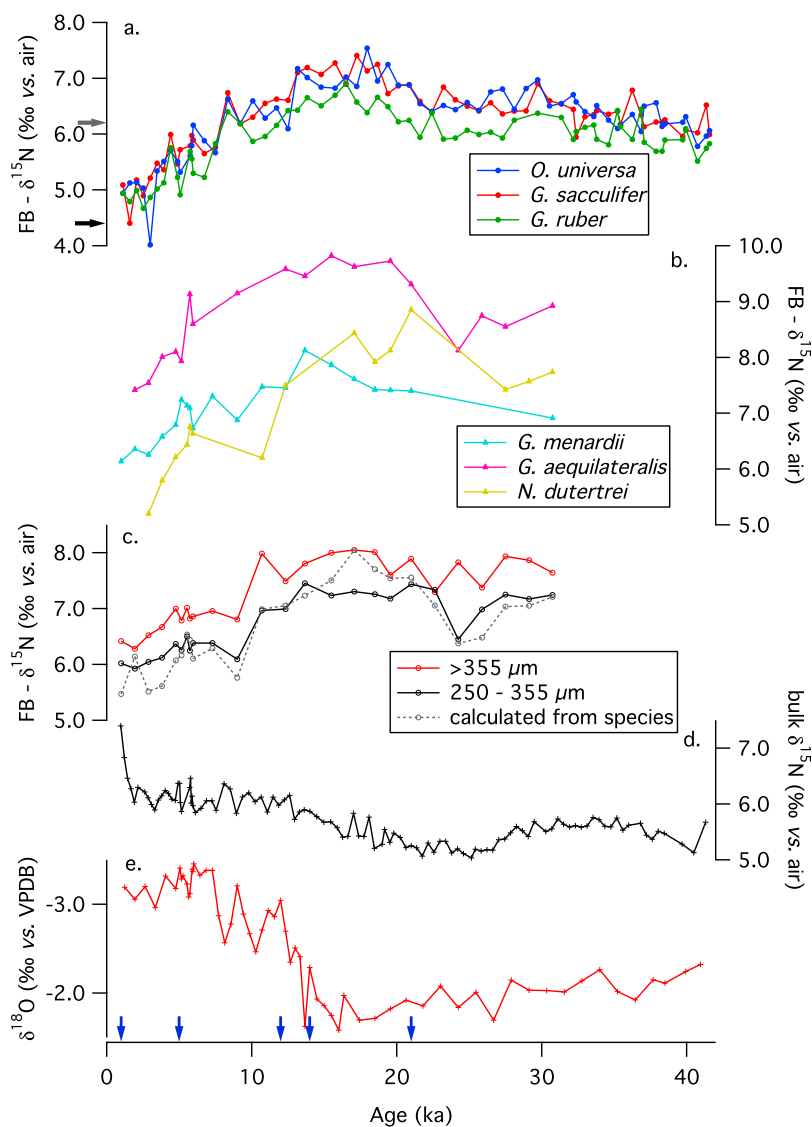 a.
8.0
7.0
6.0
5.0
4.0
FB - δ¹⁵N (‰ vs. air)
O. universa
G. sacculifer
G. ruber
b.
10.0
9.0
8.0
7.0
6.0
5.0
FB - δ¹⁵N (‰ vs. air)
G. menardii
G. aequilateralis
N. dutertrei
c.
8.0
7.0
6.0
5.0
FB - δ¹⁵N (‰ vs. air)
>355 µm
250 - 355 µm
calculated from species
d.
7.0
6.0
5.0
bulk δ¹⁵N (‰ vs. air)
e.
-3.0
-2.0
δ¹⁸O (‰ vs. VPDB)
0 10 20 30 40
Age (ka)